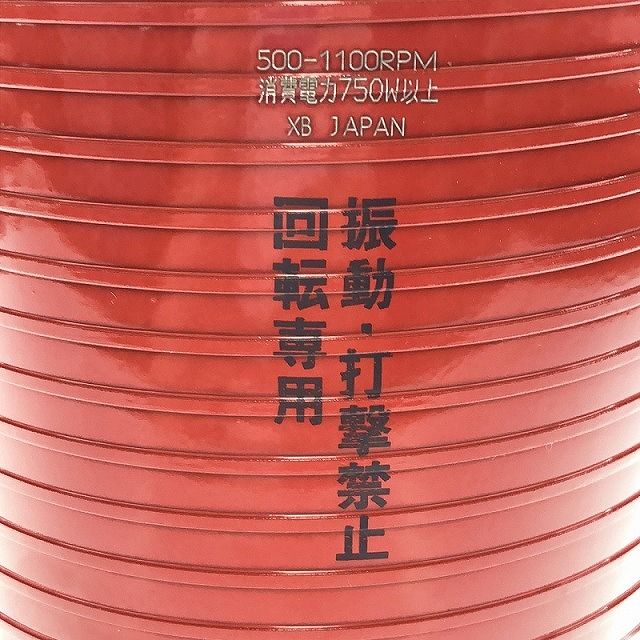 500-1100RPM
消費電力750W以上
XB JAPAN
振動・打撃禁止
回転専用